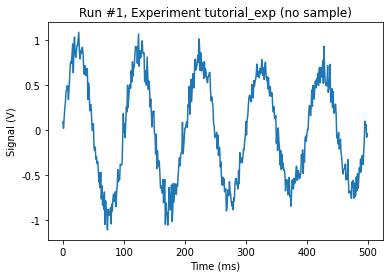 Run #1, Experiment tutorial_exp (no sample)
1
0.5
0
-0.5
-1
Signal (V)
0 100 200 300 400 500
Time (ms)